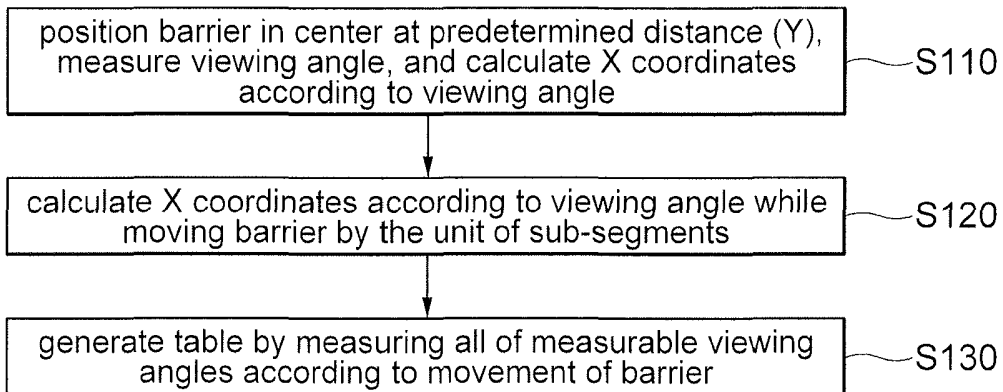 position barrier in center at predetermined distance (Y),
measure viewing angle, and calculate X coordinates
according to viewing angle
S110
calculate X coordinates according to viewing angle while
moving barrier by the unit of sub-segments
S120
generate table by measuring all of measurable viewing
angles according to movement of barrier
S130